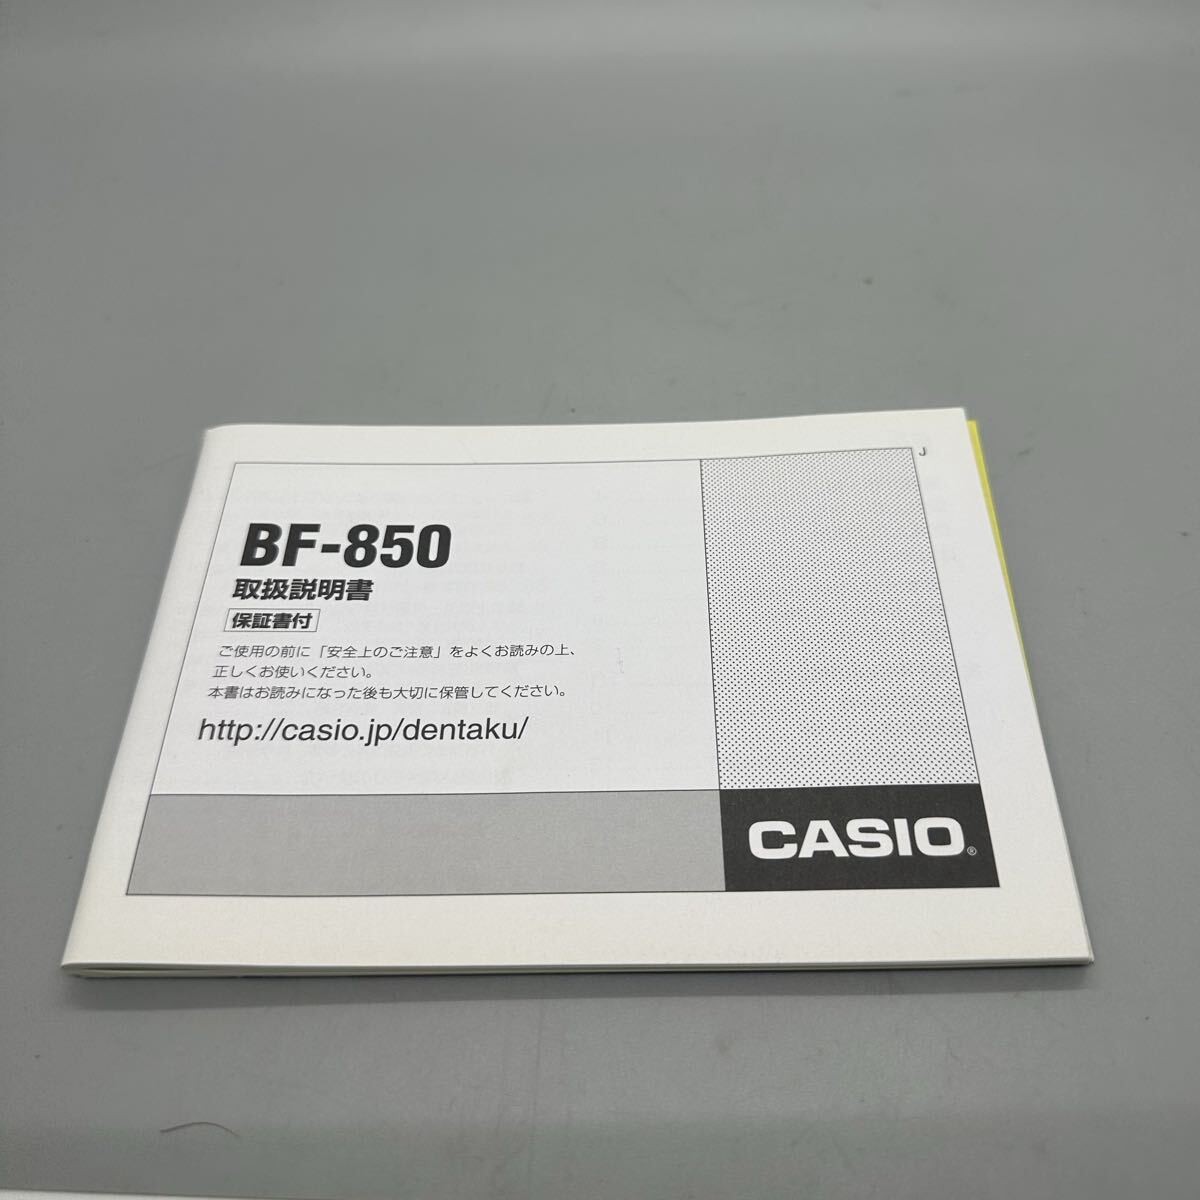 J
BF-850
取扱説明書
保証書付
ご使用の前に「安全上のご注意」をよくお読みの上、
正しくお使いください。
本書はお読みになった後も大切に保管してください。
http://casio.jp/dentaku/
CASIO®